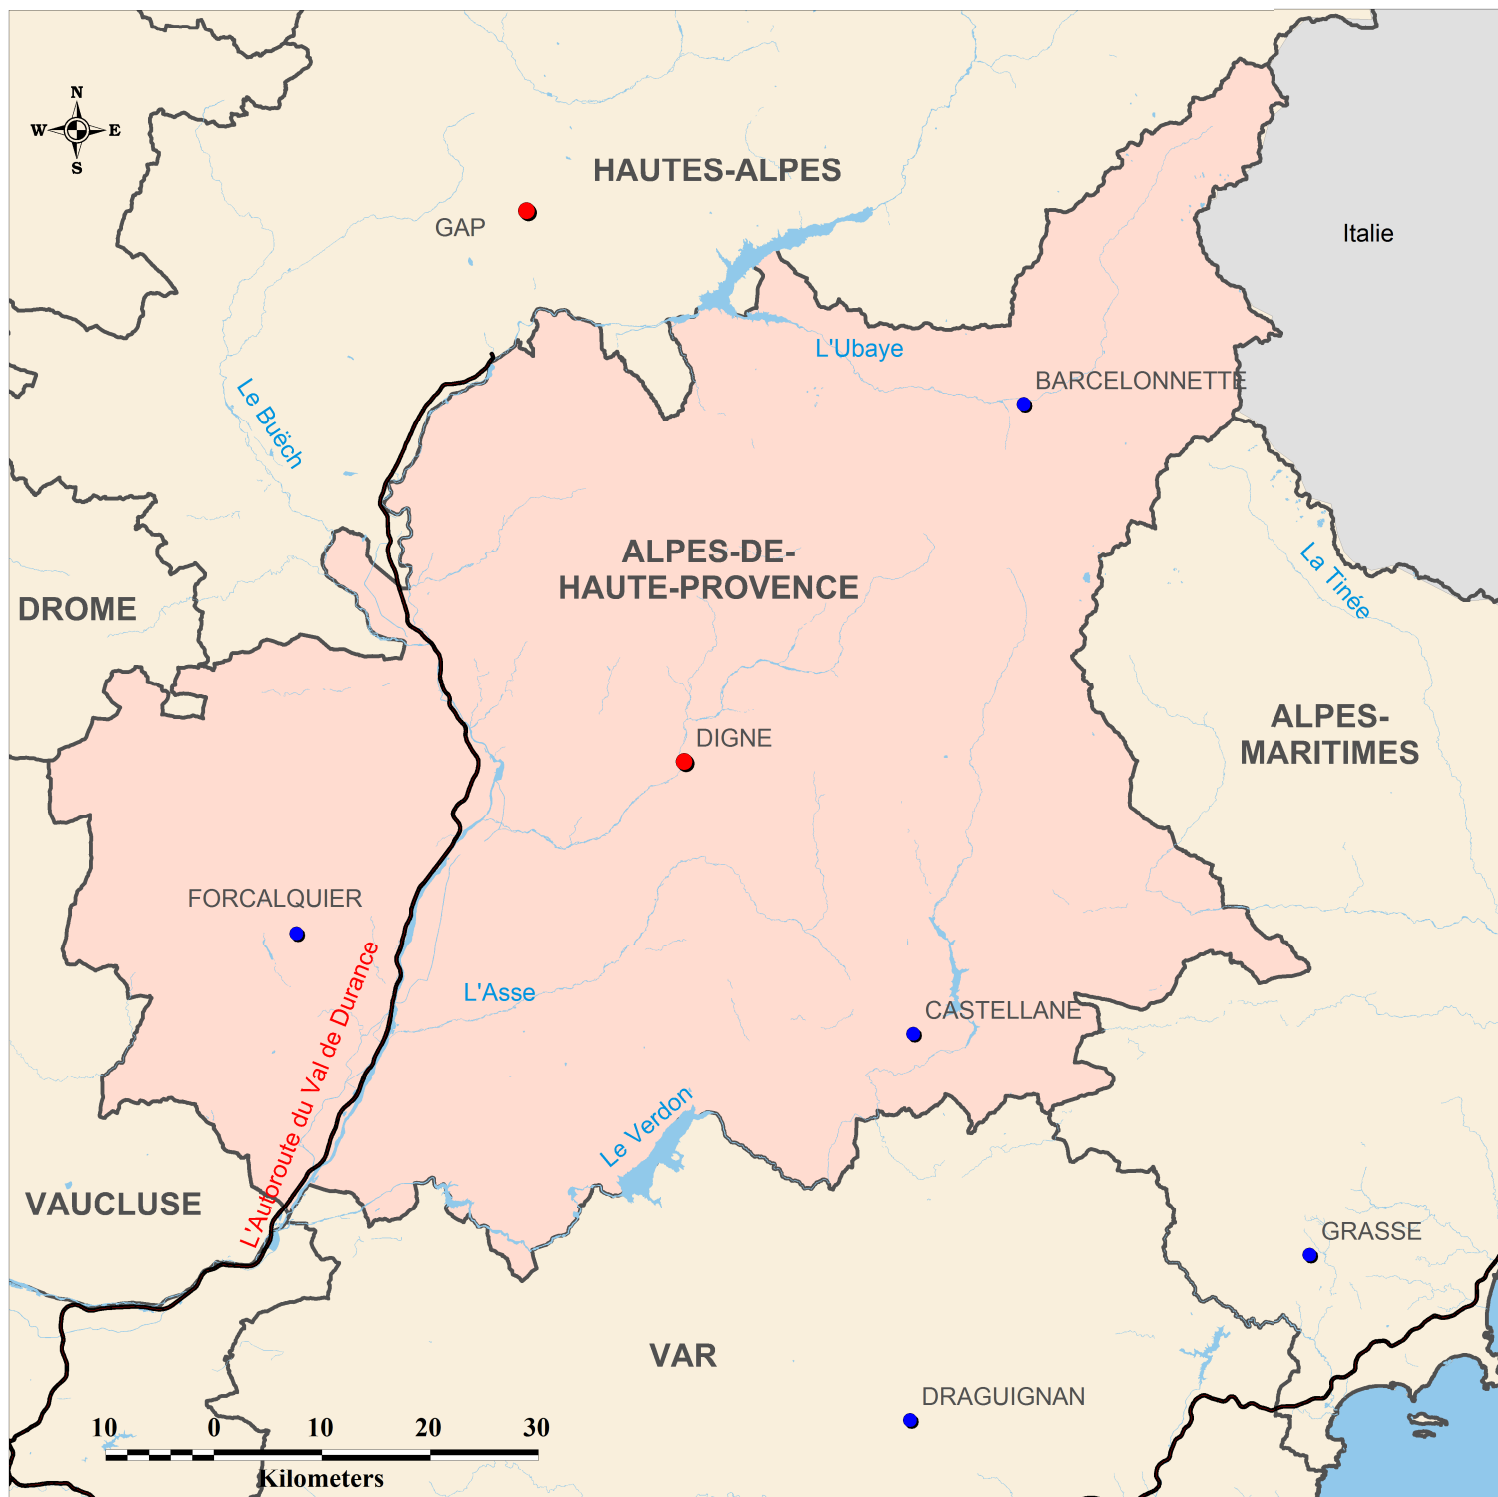 N
W E
S
HAUTES-ALPES
GAP
Italie
L'Ubaye
BARCELONNETTE
Le Buëch
ALPES-DE-
HAUTE-PROVENCE
La Tinée
DROME
ALPES-
MARITIMES
DIGNE
FORCALQUIER
L'Autoroute du Val de Durance
L'Asse
CASTELLANE
Le Verdon
VAUCLUSE
GRASSE
VAR
DRAGUIGNAN
10 0 10 20 30
Kilometers